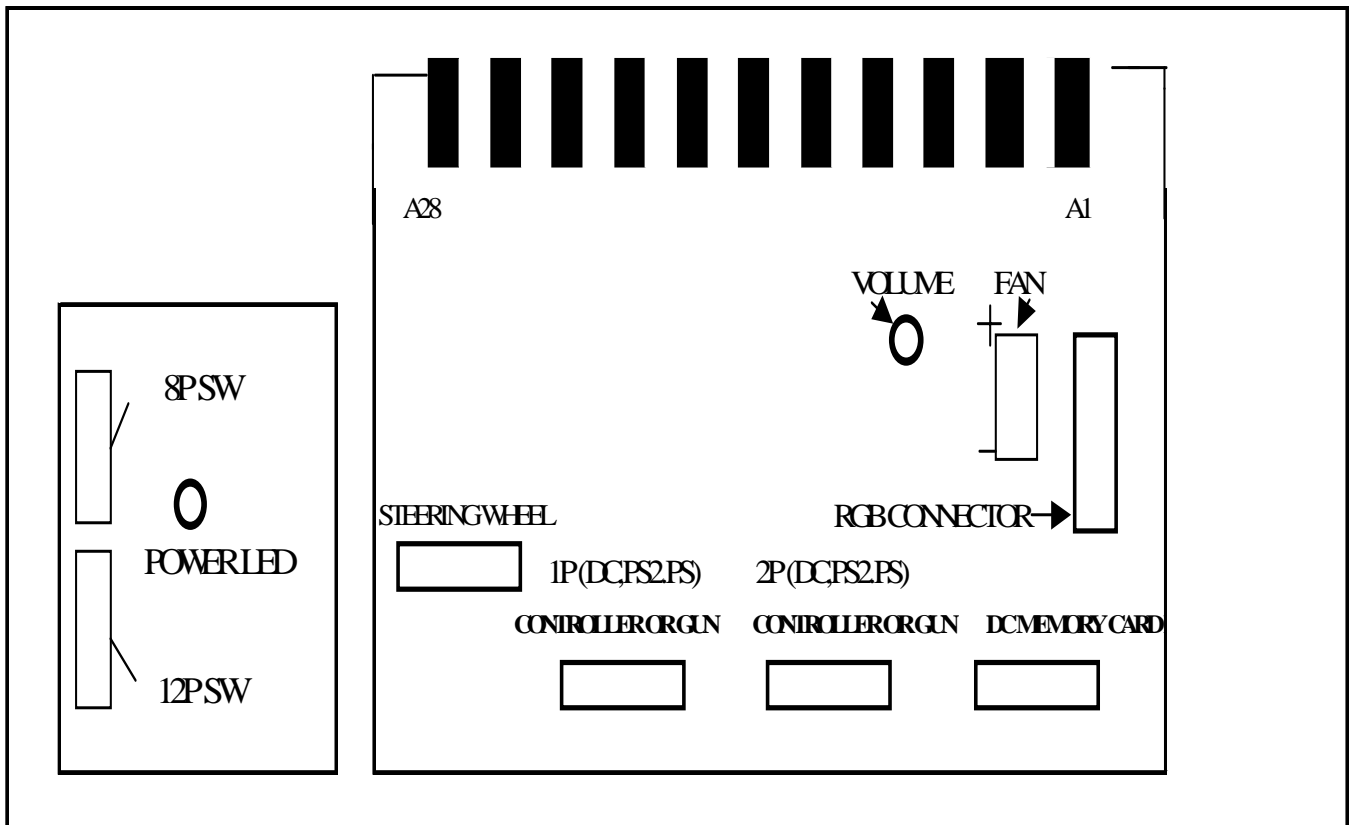 A28 A1
VOLUME FAN
+
8P SW
-
STEERING WHEEL RGB CONNECTOR
POWER LED 1P (DC,PS2.PS) 2P (DC,PS2.PS)
CONTROLLER OR GUN CONTROLLER OR GUN DC MEMORY CARD
12P SW